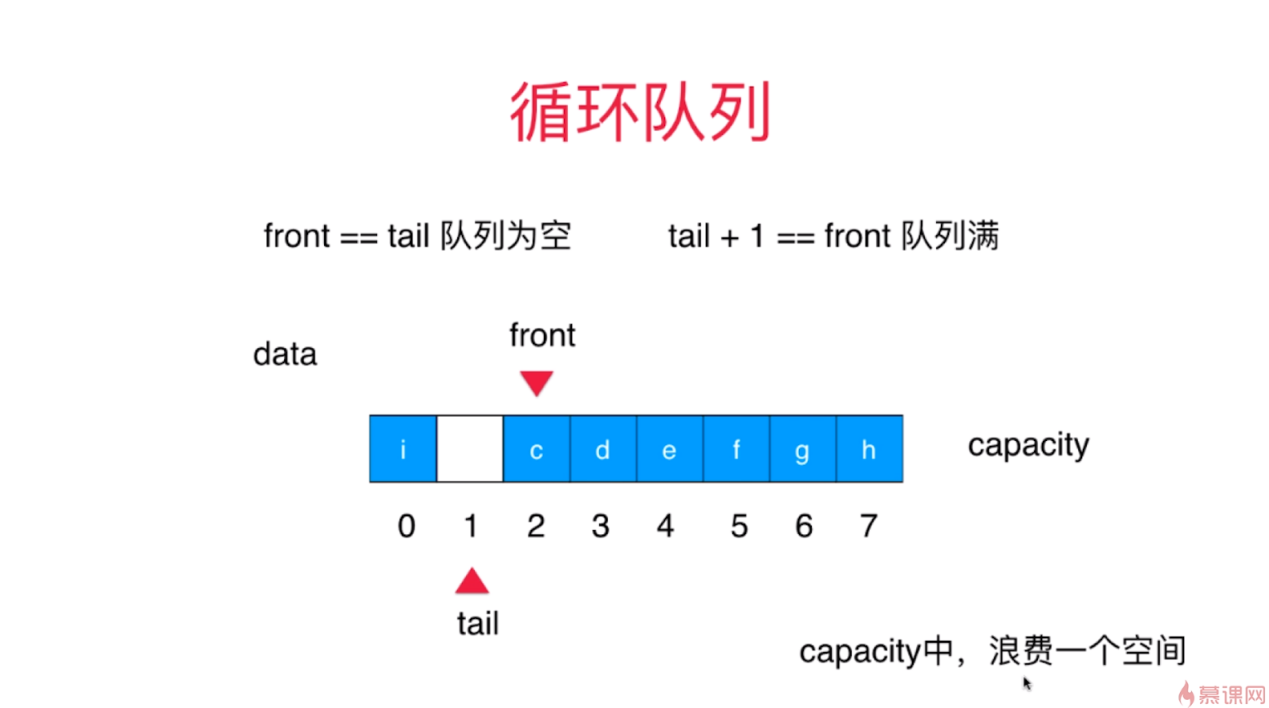 循环队列
front == tail 队列为空 tail + 1 == front 队列满
front
data
i c d e f g h
capacity
0 1 2 3 4 5 6 7
tail
capacity中，浪费一个空间
慕课网